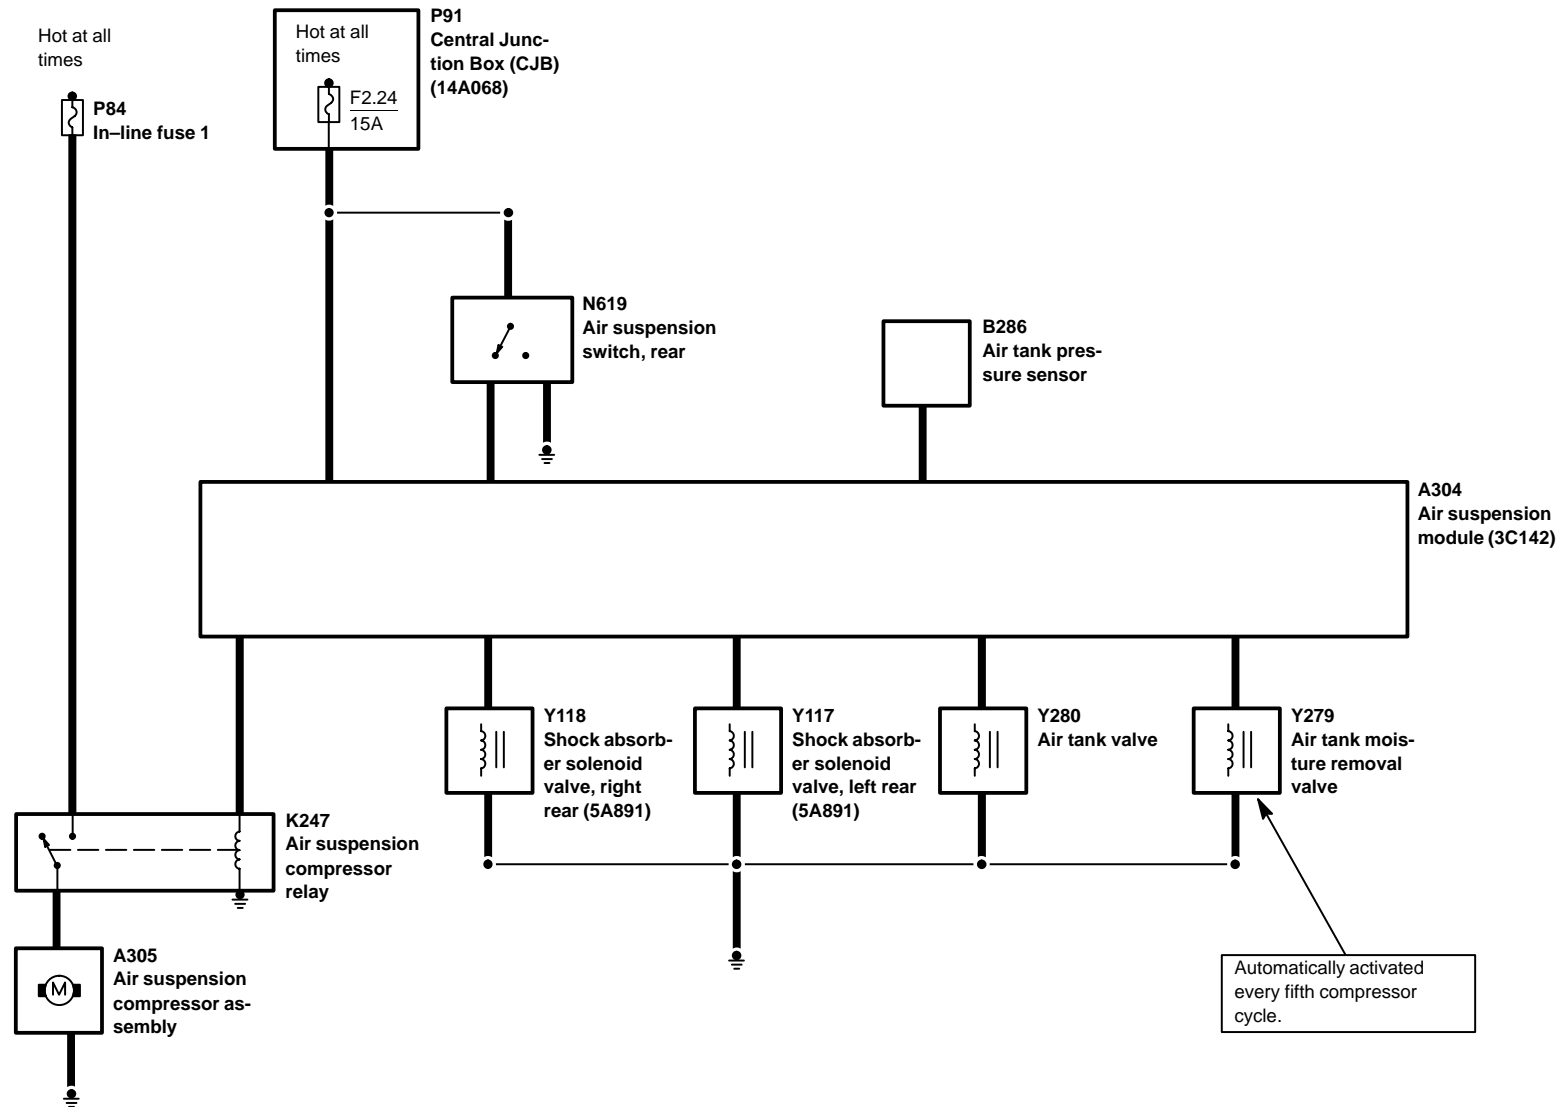 Hot at all
times
P84
In–line fuse 1
Hot at all
times
F2.24
15A
P91
Central Junc-
tion Box (CJB)
(14A068)
N619
Air suspension
switch, rear
B286
Air tank pres-
sure sensor
A304
Air suspension
module (3C142)
Y118
Shock absorb-
er solenoid
valve, right
rear (5A891)
Y117
Shock absorb-
er solenoid
valve, left rear
(5A891)
Y280
Air tank valve
Y279
Air tank mois-
ture removal
valve
K247
Air suspension
compressor
relay
M
A305
Air suspension
compressor as-
sembly
Automatically activated
every fifth compressor
cycle.